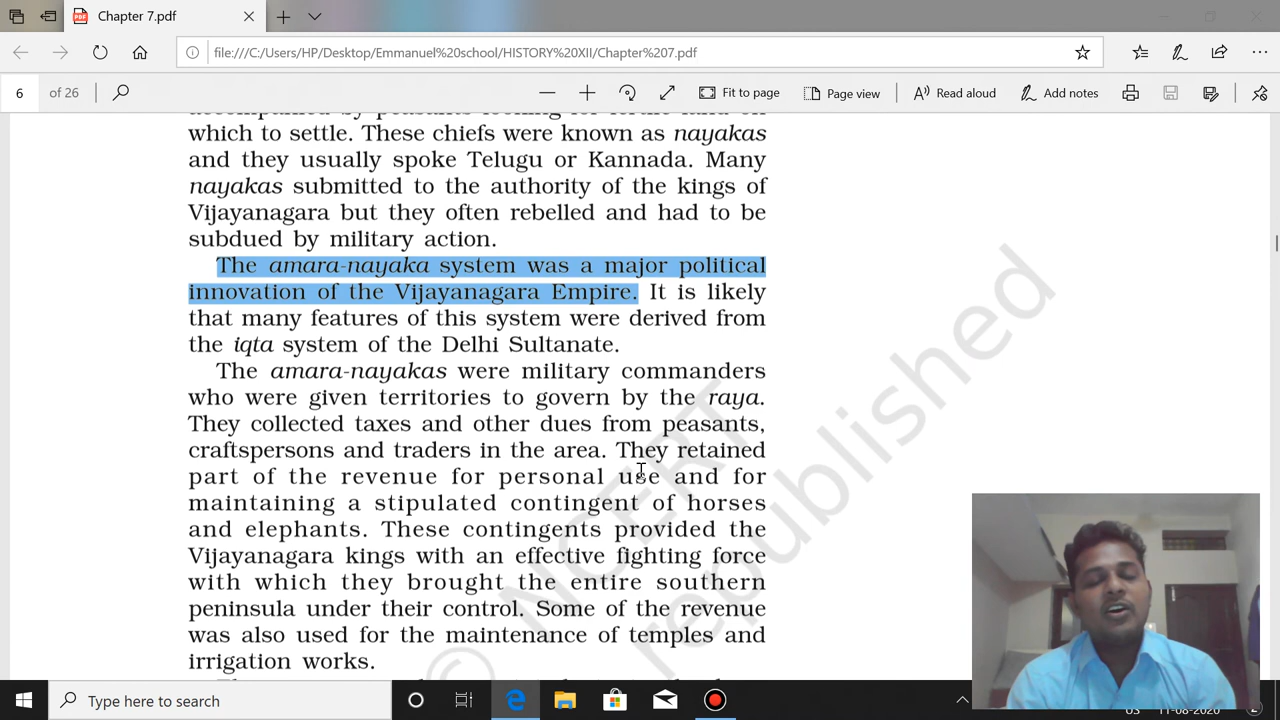 Chapter 7.pdf
file:///C:/Users/HP/Desktop/Emmanuel%20school/HISTORY%20XII/Chapter%207.pdf
6 of 26
Fit to page
Page view
Read aloud
Add notes
which to settle. These chiefs were known as nayakas
and they usually spoke Telugu or Kannada. Many
nayakas submitted to the authority of the kings of
Vijayanagara but they often rebelled and had to be
subdued by military action.
The amara-nayaka system was a major political
innovation of the Vijayanagara Empire. It is likely
that many features of this system were derived from
the iqta system of the Delhi Sultanate.
The amara-nayakas were military commanders
who were given territories to govern by the raya.
They collected taxes and other dues from peasants,
craftspersons and traders in the area. They retained
part of the revenue for personal use and for
maintaining a stipulated contingent of horses
and elephants. These contingents provided the
Vijayanagara kings with an effective fighting force
with which they brought the entire southern
peninsula under their control. Some of the revenue
was also used for the maintenance of temples and
irrigation works.
© NCERT
republished
Type here to search
11-08-2020